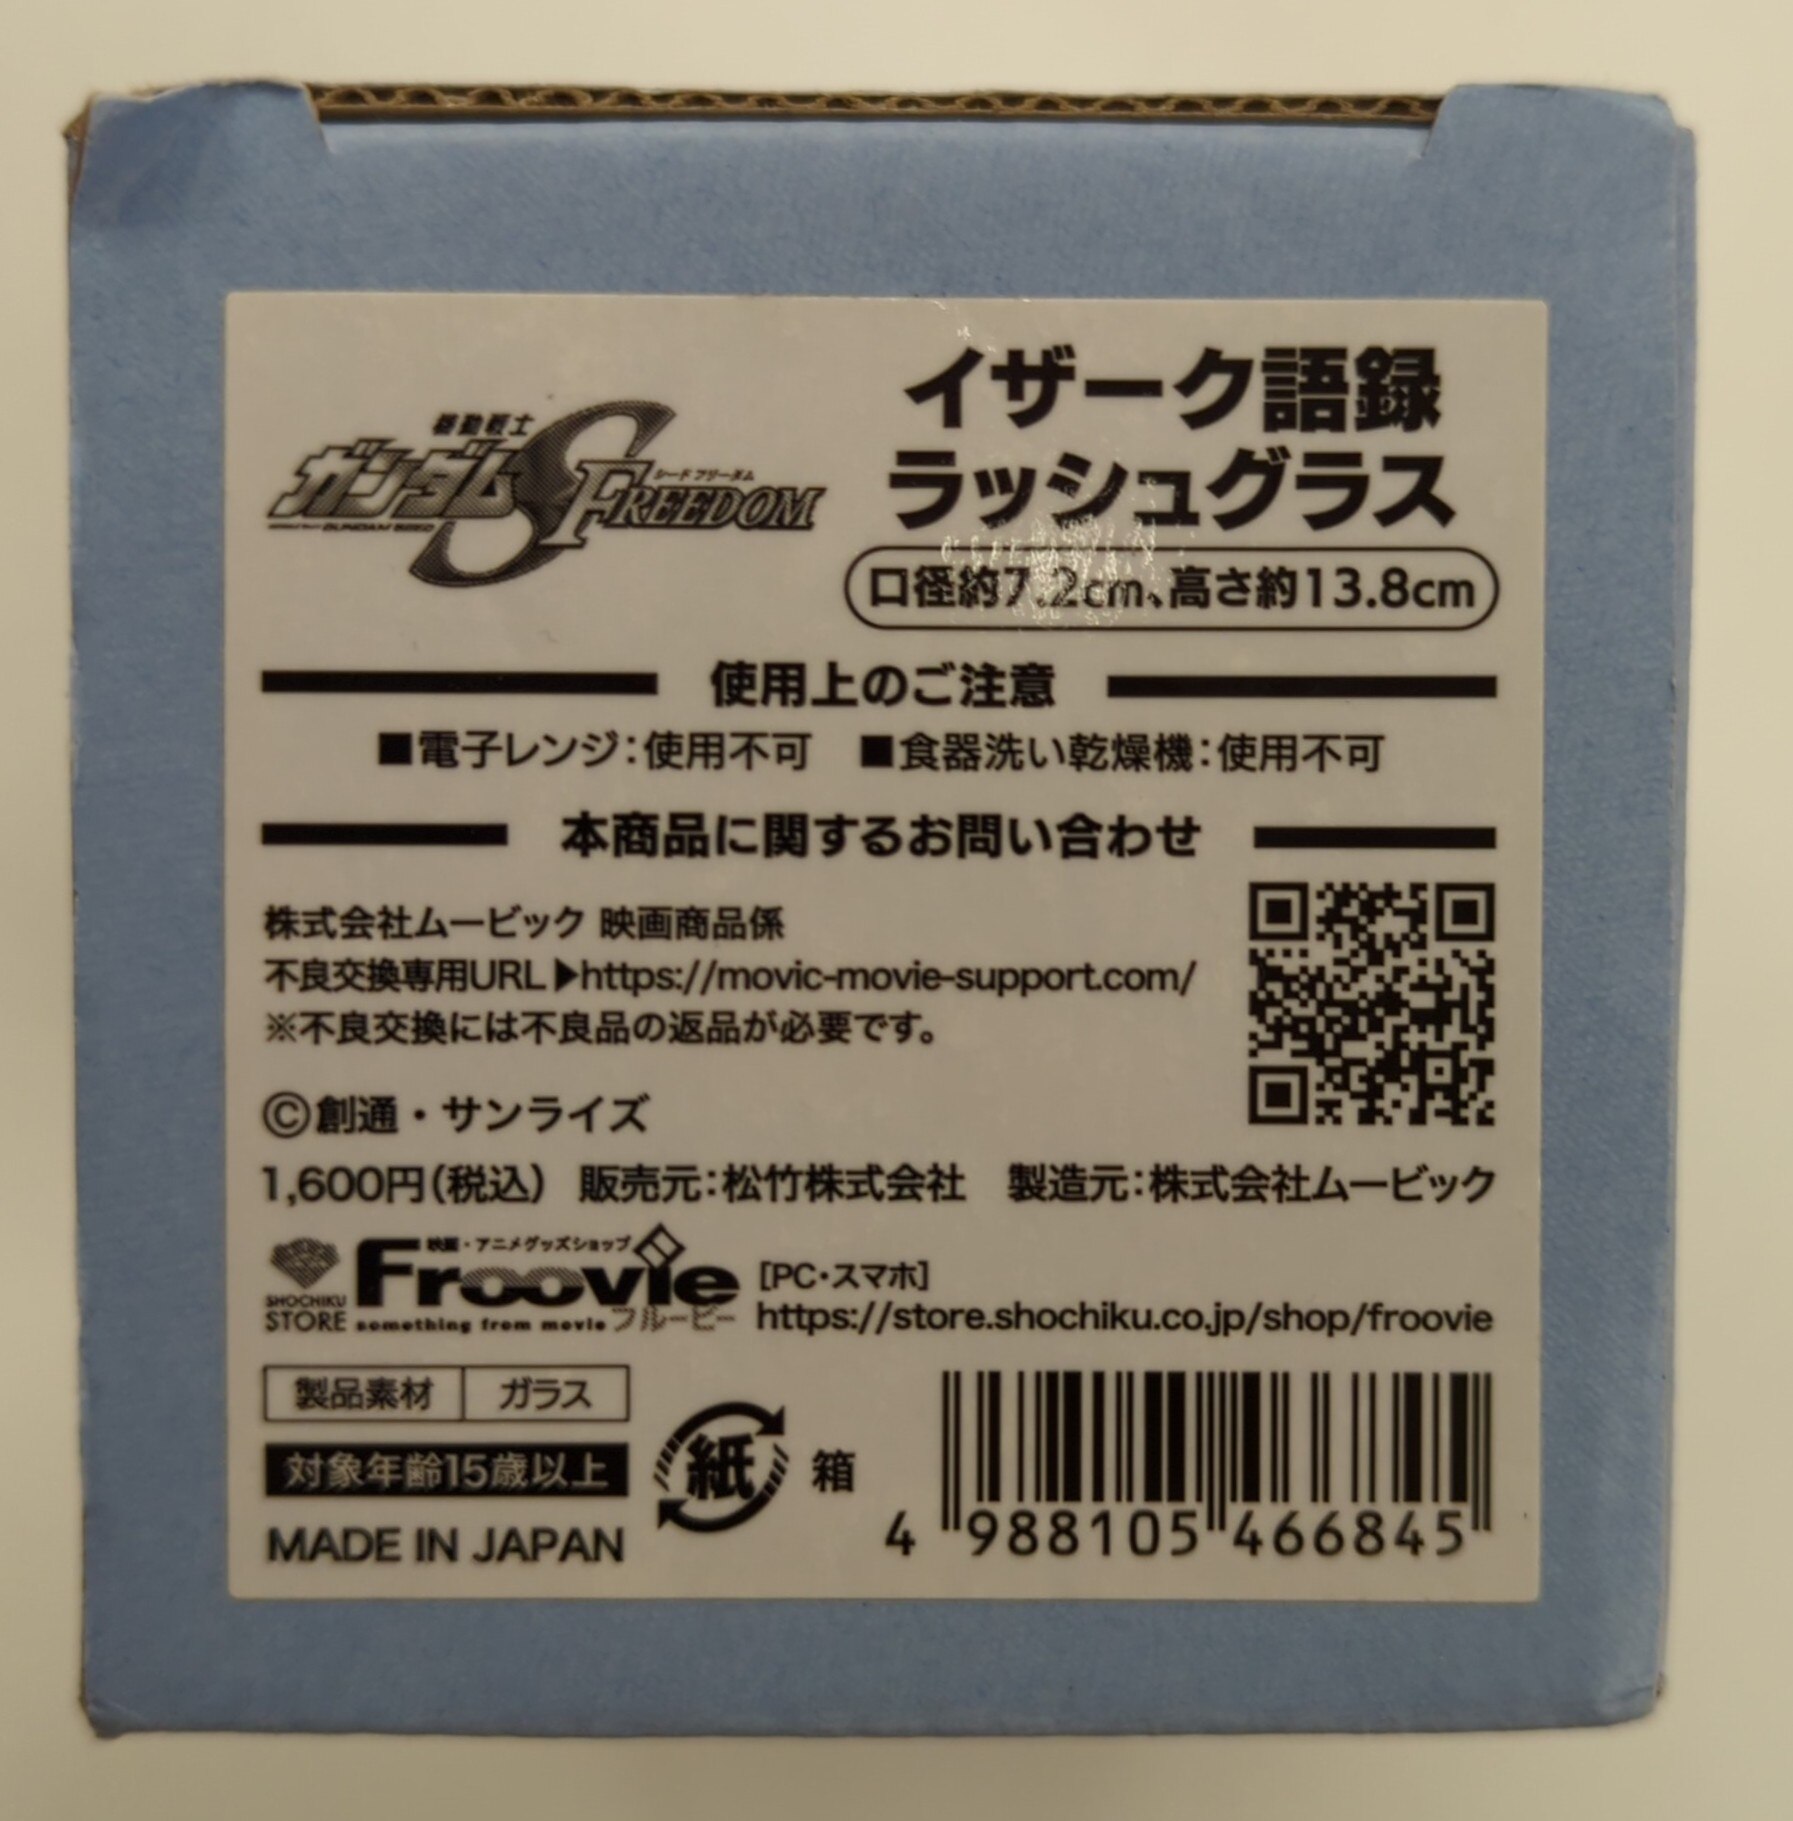 機動戦士
ガンダムSEED FREEDOM
シード フリーダム
イザーク語録
ラッシュグラス
口径約7.2cm、高さ約13.8cm
使用上のご注意
■電子レンジ：使用不可 ■食器洗い乾燥機：使用不可
本商品に関するお問い合わせ
株式会社ムービック 映画商品係
不良交換専用URL▶https://movic-movie-support.com/
※不良交換には不良品の返品が必要です。
©創通・サンライズ
1,600円(税込) 販売元：松竹株式会社 製造元：株式会社ムービック
SHOCHIKU
STORE
映画・アニメグッズショップ
Froovie
something from movie フルービー
[PC・スマホ]
https://store.shochiku.co.jp/shop/froovie
製品素材 ガラス
対象年齢15歳以上
MADE IN JAPAN
紙 箱
4 988105 466845